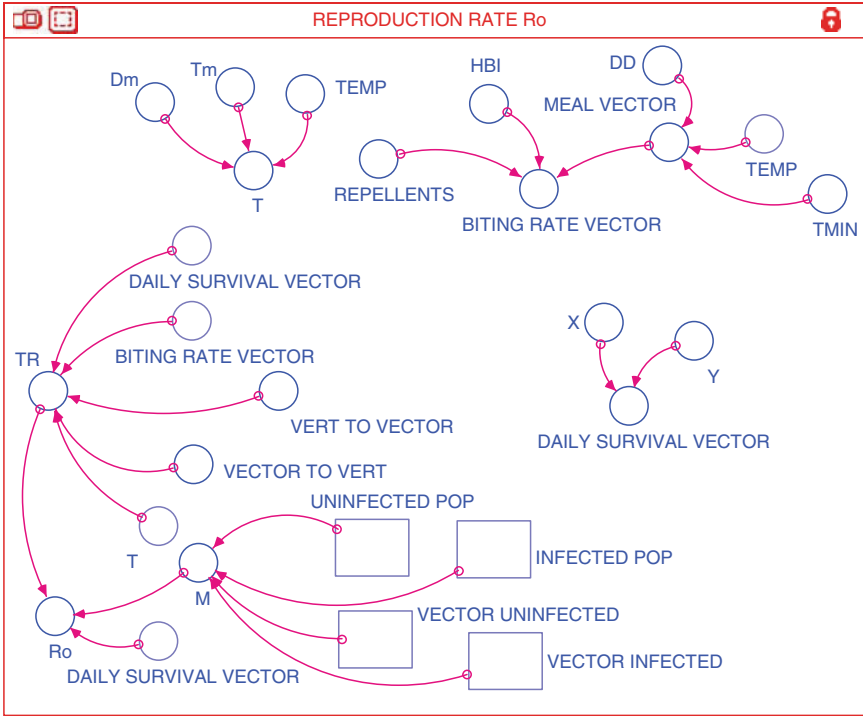 REPRODUCTION RATE Ro
Dm
Tm
TEMP
T
HBI
DD
MEAL VECTOR
REPELLENTS
TEMP
BITING RATE VECTOR
TMIN
DAILY SURVIVAL VECTOR
BITING RATE VECTOR
TR
VERT TO VECTOR
VECTOR TO VERT
X
Y
DAILY SURVIVAL VECTOR
UNINFECTED POP
T
INFECTED POP
M
VECTOR UNINFECTED
Ro
DAILY SURVIVAL VECTOR
VECTOR INFECTED